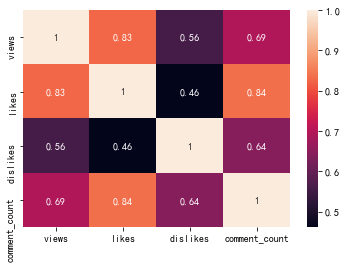 views
1
0.83
0.56
0.69
likes
0.83
1
0.46
0.84
dislikes
0.56
0.46
1
0.64
comment_count
0.69
0.84
0.64
1
views
likes
dislikes
comment_count
1.0
0.9
0.8
0.7
0.6
0.5